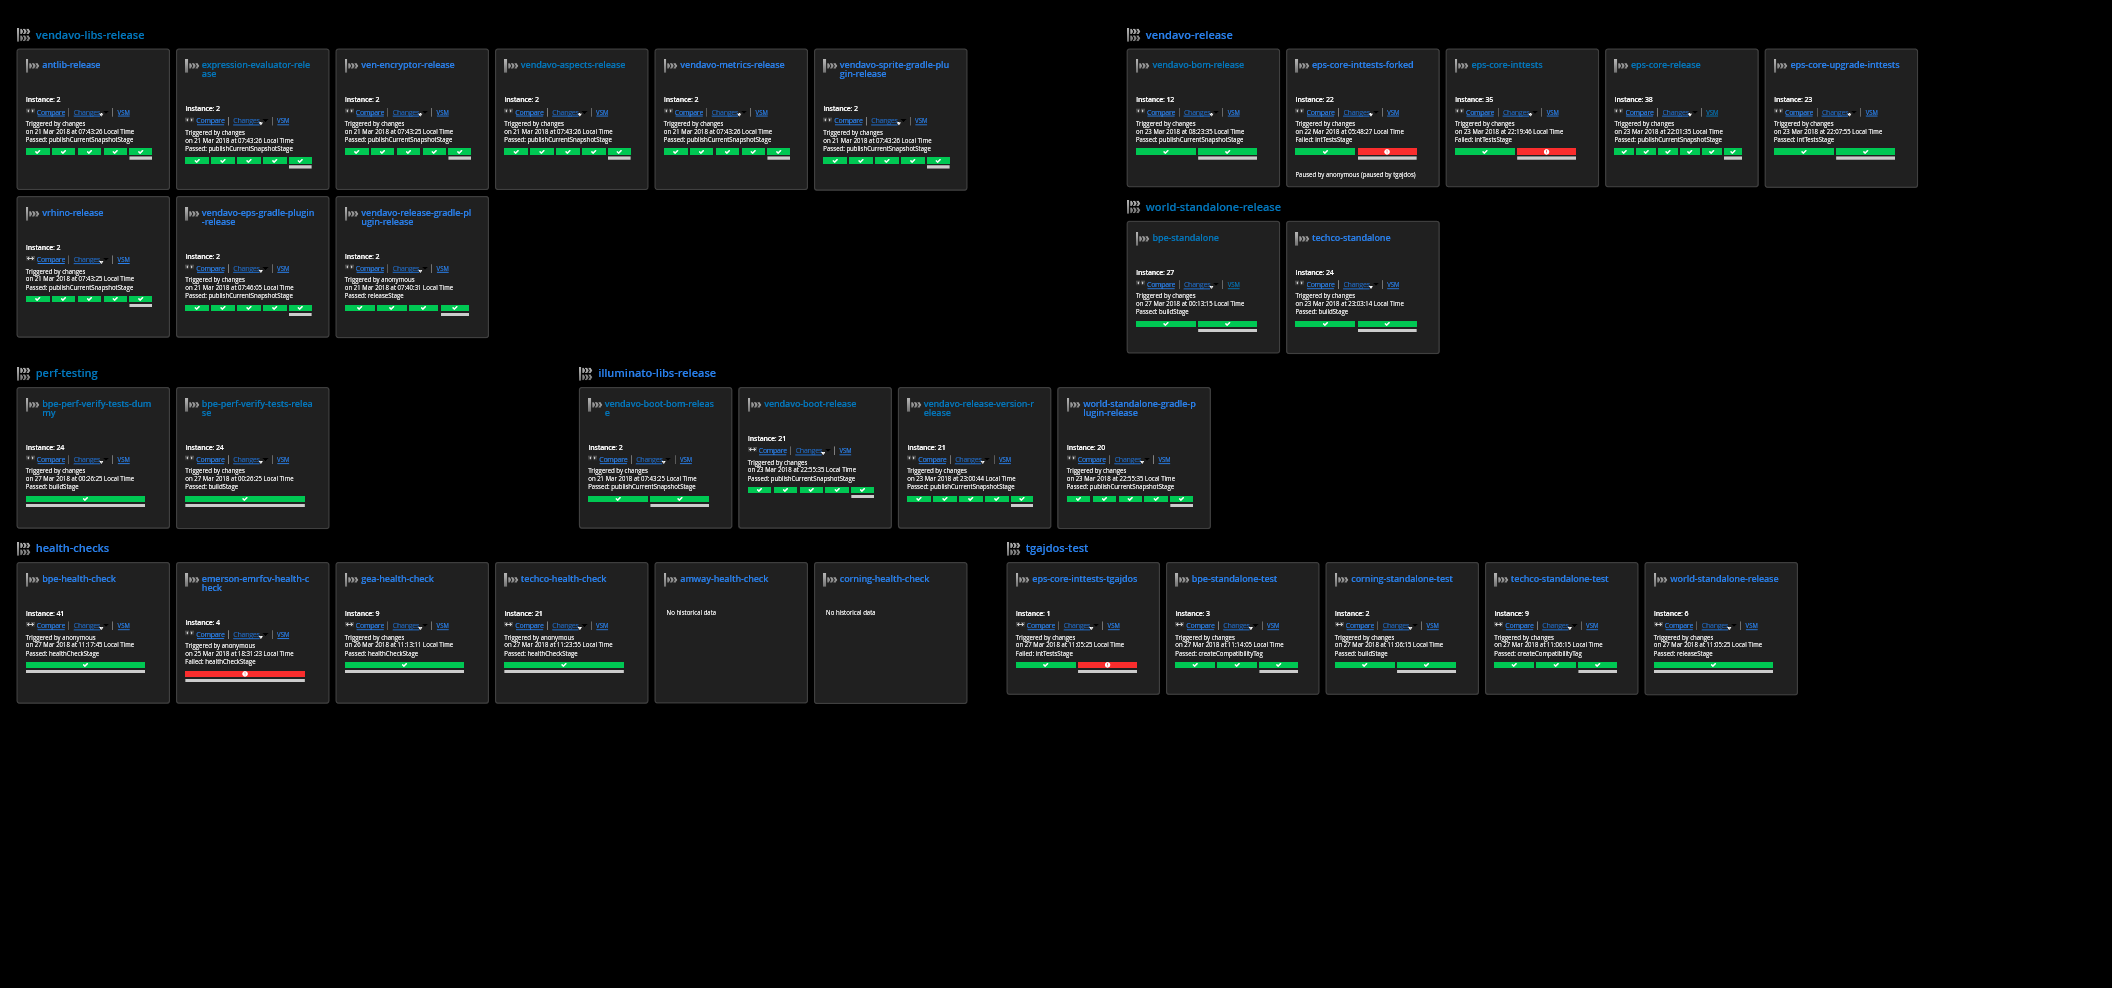 vendavo-libs-release
antlib-release
Instance: 2
Compare | Changes | VSM
Triggered by changes
on 21 Mar 2018 at 07:43:26 Local Time
Passed: publishCurrentSnapshotStage
expression-evaluator-rele
ase
Instance: 2
Compare | Changes | VSM
Triggered by changes
on 21 Mar 2018 at 07:43:26 Local Time
Passed: publishCurrentSnapshotStage
ven-encryptor-release
Instance: 2
Compare | Changes | VSM
Triggered by changes
on 21 Mar 2018 at 07:43:25 Local Time
Passed: publishCurrentSnapshotStage
vendavo-aspects-release
Instance: 2
Compare | Changes | VSM
Triggered by changes
on 21 Mar 2018 at 07:43:26 Local Time
Passed: publishCurrentSnapshotStage
vendavo-metrics-release
Instance: 2
Compare | Changes | VSM
Triggered by changes
on 21 Mar 2018 at 07:43:26 Local Time
Passed: publishCurrentSnapshotStage
vendavo-sprite-gradle-plu
gin-release
Instance: 2
Compare | Changes | VSM
Triggered by changes
on 21 Mar 2018 at 07:43:26 Local Time
Passed: publishCurrentSnapshotStage
vrhino-release
Instance: 2
Compare | Changes | VSM
Triggered by changes
on 21 Mar 2018 at 07:43:25 Local Time
Passed: publishCurrentSnapshotStage
vendavo-eps-gradle-plugin
-release
Instance: 2
Compare | Changes | VSM
Triggered by changes
on 21 Mar 2018 at 07:46:05 Local Time
Passed: publishCurrentSnapshotStage
vendavo-release-gradle-pl
ugin-release
Instance: 2
Compare | Changes | VSM
Triggered by anonymous
on 21 Mar 2018 at 07:40:31 Local Time
Passed: releaseStage
vendavo-release
vendavo-bom-release
Instance: 12
Compare | Changes | VSM
Triggered by changes
on 23 Mar 2018 at 08:23:35 Local Time
Passed: publishCurrentSnapshotStage
eps-core-inttests-forked
Instance: 22
Compare | Changes | VSM
Triggered by changes
on 22 Mar 2018 at 05:48:27 Local Time
Failed: intTestsStage
Paused by anonymous (paused by tgajdos)
eps-core-inttests
Instance: 35
Compare | Changes | VSM
Triggered by changes
on 23 Mar 2018 at 22:19:46 Local Time
Failed: intTestsStage
eps-core-release
Instance: 38
Compare | Changes | VSM
Triggered by changes
on 23 Mar 2018 at 22:01:35 Local Time
Passed: publishCurrentSnapshotStage
eps-core-upgrade-inttests
Instance: 23
Compare | Changes | VSM
Triggered by changes
on 23 Mar 2018 at 22:07:55 Local Time
Passed: intTestsStage
world-standalone-release
bpe-standalone
Instance: 27
Compare | Changes | VSM
Triggered by changes
on 27 Mar 2018 at 00:13:15 Local Time
Passed: buildStage
techco-standalone
Instance: 24
Compare | Changes | VSM
Triggered by changes
on 23 Mar 2018 at 23:03:14 Local Time
Passed: buildStage
perf-testing
bpe-perf-verify-tests-dum
my
Instance: 24
Compare | Changes | VSM
Triggered by changes
on 27 Mar 2018 at 00:26:25 Local Time
Passed: buildStage
bpe-perf-verify-tests-relea
se
Instance: 24
Compare | Changes | VSM
Triggered by changes
on 27 Mar 2018 at 00:26:25 Local Time
Passed: buildStage
illuminato-libs-release
vendavo-boot-bom-releas
e
Instance: 2
Compare | Changes | VSM
Triggered by changes
on 21 Mar 2018 at 07:43:25 Local Time
Passed: publishCurrentSnapshotStage
vendavo-boot-release
Instance: 21
Compare | Changes | VSM
Triggered by changes
on 23 Mar 2018 at 22:55:35 Local Time
Passed: publishCurrentSnapshotStage
vendavo-release-version-r
elease
Instance: 21
Compare | Changes | VSM
Triggered by changes
on 23 Mar 2018 at 23:00:44 Local Time
Passed: publishCurrentSnapshotStage
world-standalone-gradle-p
lugin-release
Instance: 20
Compare | Changes | VSM
Triggered by changes
on 23 Mar 2018 at 22:55:35 Local Time
Passed: publishCurrentSnapshotStage
health-checks
bpe-health-check
Instance: 41
Compare | Changes | VSM
Triggered by anonymous
on 27 Mar 2018 at 11:17:45 Local Time
Passed: healthCheckStage
emerson-emrfcv-health-c
heck
Instance: 4
Compare | Changes | VSM
Triggered by anonymous
on 25 Mar 2018 at 18:31:23 Local Time
Failed: healthCheckStage
gea-health-check
Instance: 9
Compare | Changes | VSM
Triggered by changes
on 26 Mar 2018 at 11:13:11 Local Time
Passed: healthCheckStage
techco-health-check
Instance: 21
Compare | Changes | VSM
Triggered by anonymous
on 27 Mar 2018 at 11:23:55 Local Time
Passed: healthCheckStage
amway-health-check
No historical data
corning-health-check
No historical data
tgajdos-test
eps-core-inttests-tgajdos
Instance: 1
Compare | Changes | VSM
Triggered by changes
on 27 Mar 2018 at 11:05:25 Local Time
Failed: intTestsStage
bpe-standalone-test
Instance: 3
Compare | Changes | VSM
Triggered by changes
on 27 Mar 2018 at 11:14:05 Local Time
Passed: createCompatibilityTag
corning-standalone-test
Instance: 2
Compare | Changes | VSM
Triggered by changes
on 27 Mar 2018 at 11:06:15 Local Time
Passed: buildStage
techco-standalone-test
Instance: 9
Compare | Changes | VSM
Triggered by changes
on 27 Mar 2018 at 11:06:15 Local Time
Passed: createCompatibilityTag
world-standalone-release
Instance: 6
Compare | Changes | VSM
Triggered by changes
on 27 Mar 2018 at 11:05:25 Local Time
Passed: releaseStage